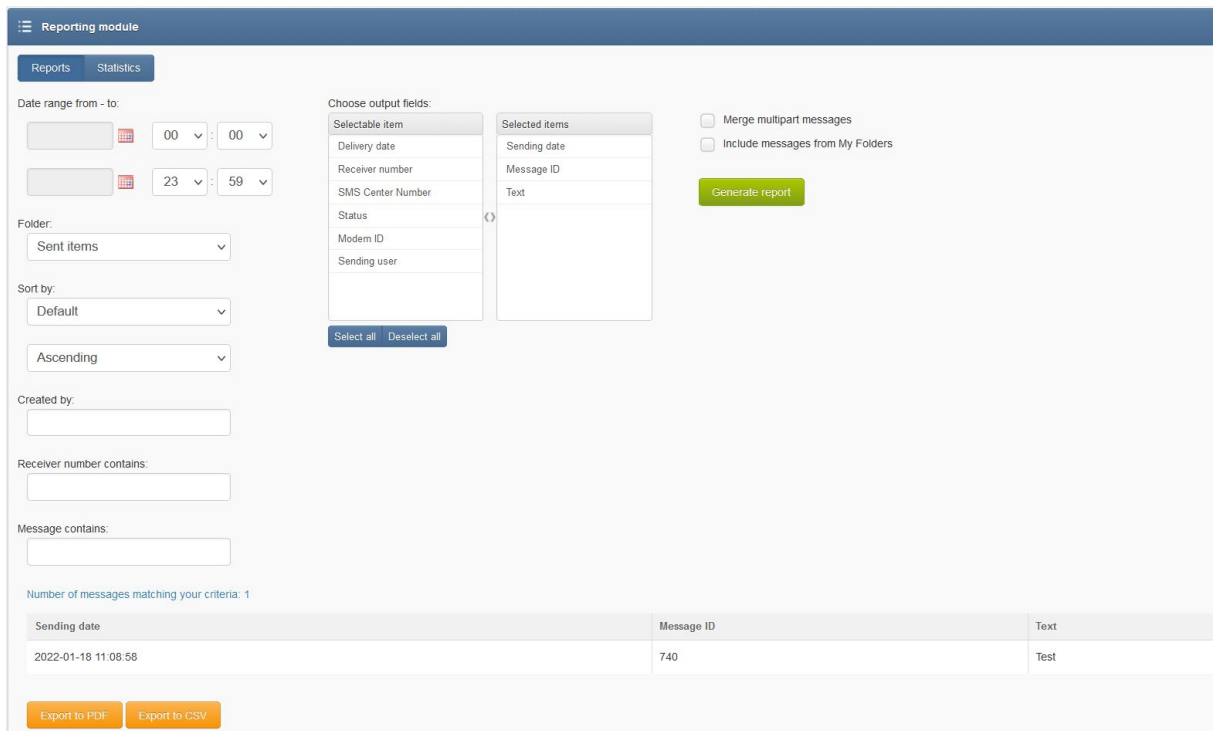 Reporting module
Reports Statistics
Date range from - to:
00 : 00
23 : 59
Folder:
Sent items
Sort by:
Default
Ascending
Created by:
Receiver number contains:
Message contains:
Choose output fields:
Selectable item
Delivery date
Receiver number
SMS Center Number
Status
Modem ID
Sending user
Selected items
Sending date
Message ID
Text
Select all Deselect all
Merge multipart messages
Include messages from My Folders
Generate report
Number of messages matching your criteria: 1
Sending date Message ID Text
2022-01-18 11:08:58 740 Test
Export to PDF Export to CSV